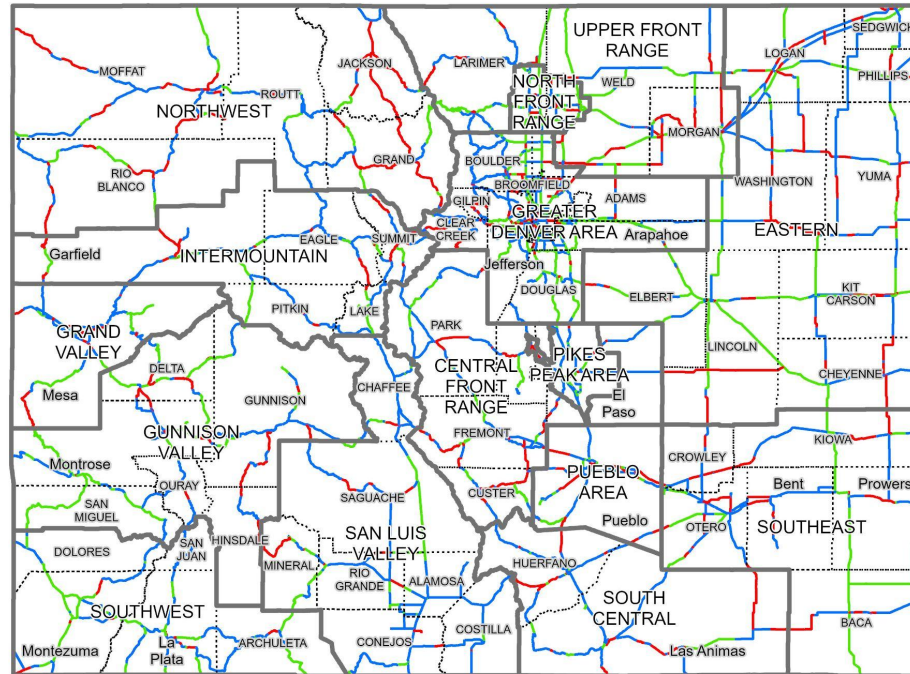 UPPER FRONT
RANGE
SEDGWICK
LOGAN
JACKSON
LARIMER
MOFFAT
PHILLIPS
WELD
NORTH
FRONT
RANGE
ROUTT
NORTHWEST
MORGAN
GRAND
BOULDER
RIO
BLANCO
BROOMFIELD
WASHINGTON
YUMA
GILPIN
ADAMS
GREATER
DENVER AREA
CLEAR
CREEK
EAGLE
SUMMIT
Arapahoe
EASTERN
Garfield
INTERMOUNTAIN
Jefferson
DOUGLAS
ELBERT
KIT
CARSON
PITKIN
LAKE
PARK
GRAND
VALLEY
LINCOLN
DELTA
PIKES
PEAK AREA
CENTRAL
FRONT
RANGE
CHEYENNE
Mesa
CHAFFEE
GUNNISON
El
Paso
GUNNISON
VALLEY
FREMONT
KIOWA
CROWLEY
Montrose
PUEBLO
AREA
OURAY
Bent
Prowers
SAGUACHE
CUSTER
SAN
MIGUEL
Pueblo
OTERO
SOUTHEAST
SAN
JUAN
HINSDALE
SAN LUIS
VALLEY
DOLORES
MINERAL
HUERFANO
RIO
GRANDE
ALAMOSA
SOUTH
CENTRAL
SOUTHWEST
BACA
COSTILLA
La
Plata
ARCHULETA
CONEJOS
Montezuma
Las Animas